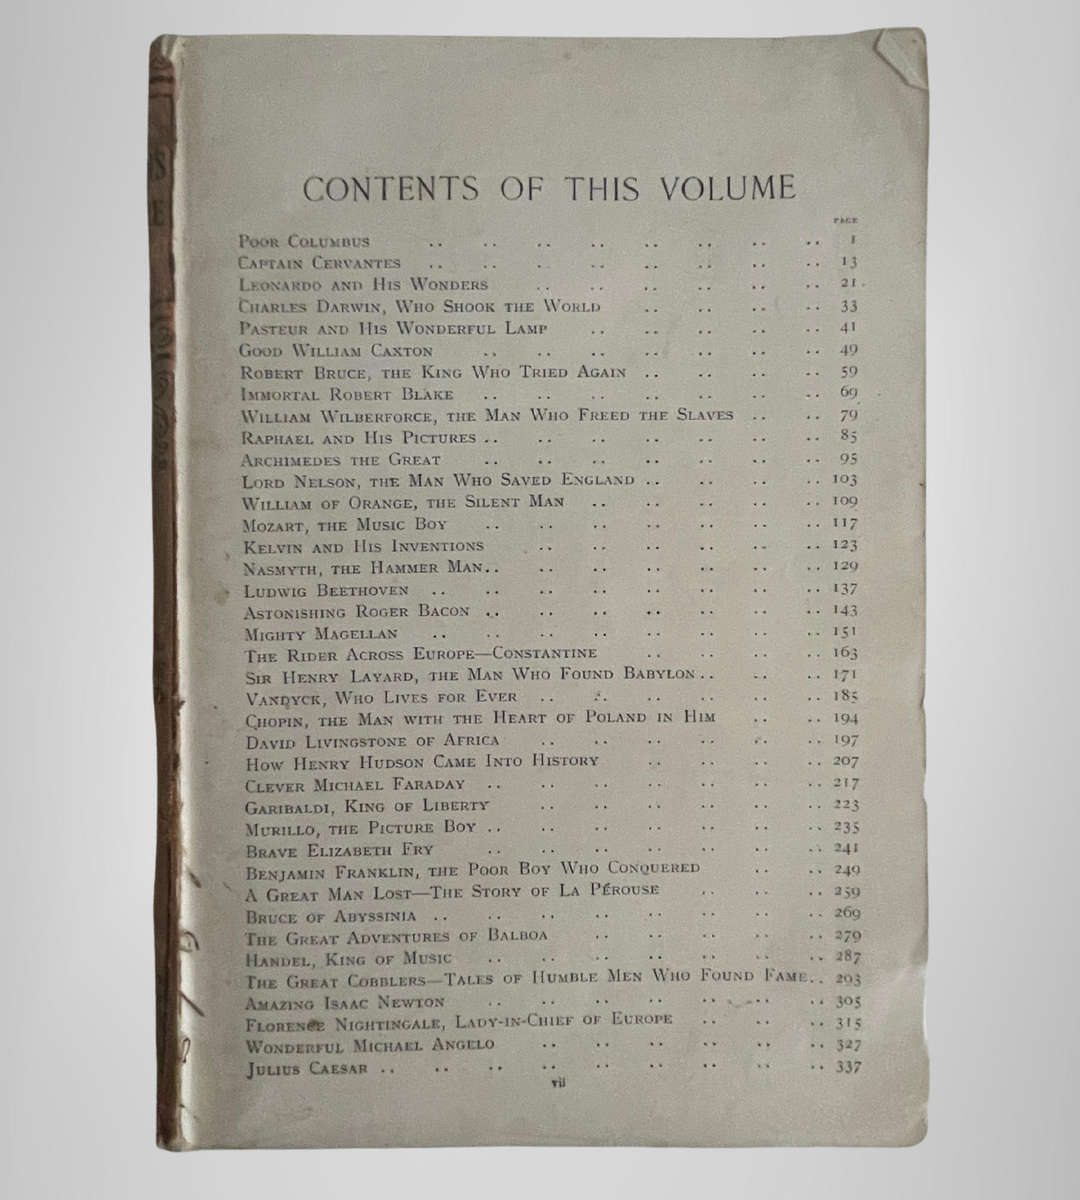 CONTENTS OF THIS VOLUME
PAGE
POOR COLUMBUS .. .. .. .. .. .. .. .. 1
CAPTAIN CERVANTES .. .. .. .. .. .. .. .. 13
LEONARDO AND HIS WONDERS .. .. .. .. .. .. 21
CHARLES DARWIN, WHO SHOOK THE WORLD .. .. .. .. 33
PASTEUR AND HIS WONDERFUL LAMP .. .. .. .. .. 41
GOOD WILLIAM CAXTON .. .. .. .. .. .. .. 49
ROBERT BRUCE, THE KING WHO TRIED AGAIN .. .. .. .. 59
IMMORTAL ROBERT BLAKE .. .. .. .. .. .. .. 69
WILLIAM WILBERFORCE, THE MAN WHO FREED THE SLAVES .. .. 79
RAPHAEL AND HIS PICTURES .. .. .. .. .. .. .. 85
ARCHIMEDES THE GREAT .. .. .. .. .. .. .. 95
LORD NELSON, THE MAN WHO SAVED ENGLAND .. .. .. .. 103
WILLIAM OF ORANGE, THE SILENT MAN .. .. .. .. .. 109
MOZART, THE MUSIC BOY .. .. .. .. .. .. .. 117
KELVIN AND HIS INVENTIONS .. .. .. .. .. .. 123
NASMYTH, THE HAMMER MAN .. .. .. .. .. .. .. 129
LUDWIG BEETHOVEN .. .. .. .. .. .. .. .. 137
ASTONISHING ROGER BACON .. .. .. .. .. .. .. 143
MIGHTY MAGELLAN .. .. .. .. .. .. .. .. 151
THE RIDER ACROSS EUROPE—CONSTANTINE .. .. .. .. 163
SIR HENRY LAYARD, THE MAN WHO FOUND BABYLON .. .. .. 171
VANDYCK, WHO LIVES FOR EVER .. .. .. .. .. .. 185
CHOPIN, THE MAN WITH THE HEART OF POLAND IN HIM .. .. 194
DAVID LIVINGSTONE OF AFRICA .. .. .. .. .. .. 197
HOW HENRY HUDSON CAME INTO HISTORY .. .. .. .. 207
CLEVER MICHAEL FARADAY .. .. .. .. .. .. .. 217
GARIBALDI, KING OF LIBERTY .. .. .. .. .. .. 223
MURILLO, THE PICTURE BOY .. .. .. .. .. .. .. 235
BRAVE ELIZABETH FRY .. .. .. .. .. .. .. 241
BENJAMIN FRANKLIN, THE POOR BOY WHO CONQUERED .. .. 249
A GREAT MAN LOST—THE STORY OF LA PÉROUSE .. .. .. 259
BRUCE OF ABYSSINIA .. .. .. .. .. .. .. .. 269
THE GREAT ADVENTURES OF BALBOA .. .. .. .. .. 279
HANDEL, KING OF MUSIC .. .. .. .. .. .. .. 287
THE GREAT COBBLERS—TALES OF HUMBLE MEN WHO FOUND FAME .. 293
AMAZING ISAAC NEWTON .. .. .. .. .. .. .. 305
FLORENCE NIGHTINGALE, LADY-IN-CHIEF OF EUROPE .. .. .. 315
WONDERFUL MICHAEL ANGELO .. .. .. .. .. .. 327
JULIUS CAESAR .. .. .. .. .. .. .. .. .. 337
vii